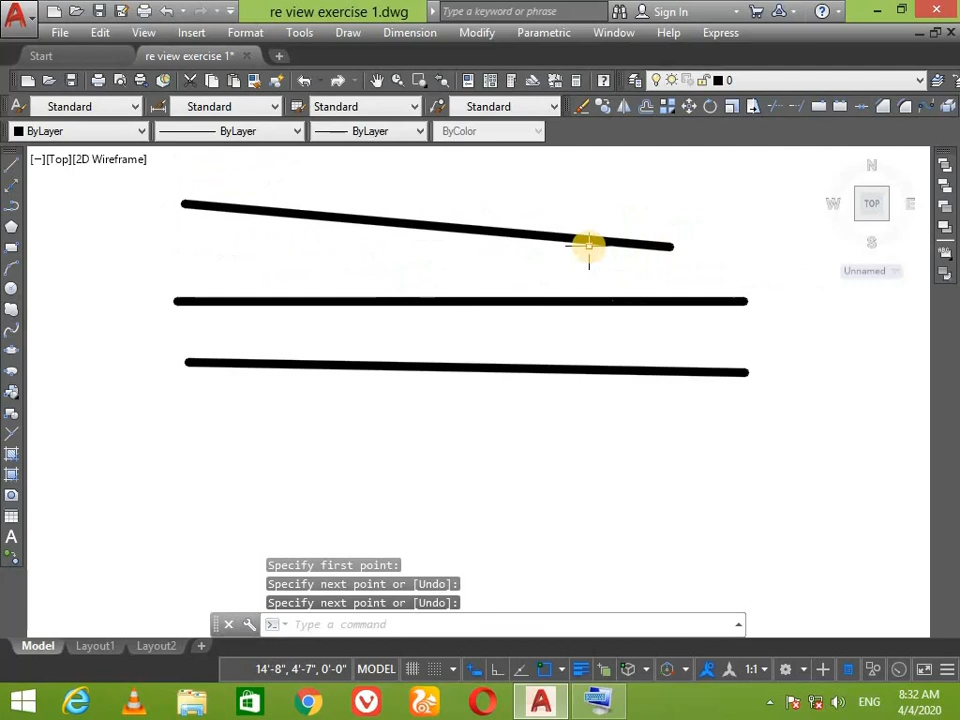 re view exercise 1.dwg
Type a keyword or phrase
Sign In
File Edit View Insert Format Tools Draw Dimension Modify Parametric Window Help Express
Start
re view exercise 1*
0
Standard
Standard
Standard
Standard
ByLayer
ByLayer
ByLayer
ByColor
[−][Top][2D Wireframe]
N
W
TOP
E
S
Unnamed
Specify first point:
Specify next point or [Undo]:
Specify next point or [Undo]:
Type a command
Model
Layout1
Layout2
14'-8", 4'-7", 0'-0"
MODEL
1:1
ENG
8:32 AM
4/4/2020